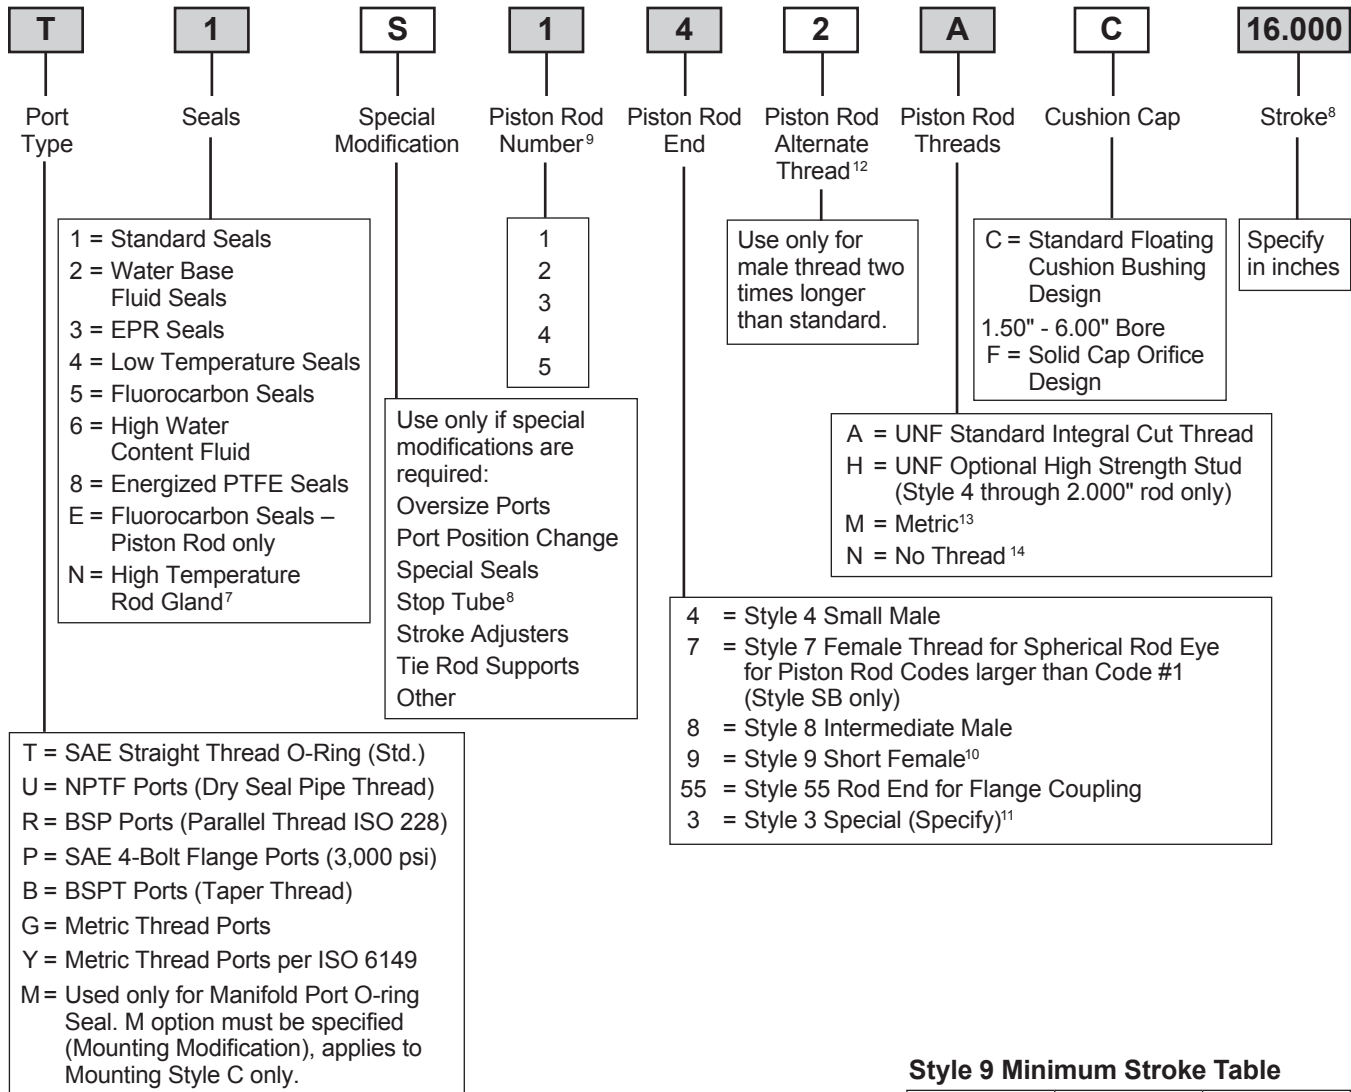 T 1 S 1 4 2 A C 16.000
Port
Type
Seals
Special
Modification
Piston Rod
Number9
Piston Rod
End
Piston Rod
Alternate
Thread12
Piston Rod
Threads
Cushion Cap
Stroke8
1 = Standard Seals
2 = Water Base
Fluid Seals
3 = EPR Seals
4 = Low Temperature Seals
5 = Fluorocarbon Seals
6 = High Water
Content Fluid
8 = Energized PTFE Seals
E = Fluorocarbon Seals –
Piston Rod only
N = High Temperature
Rod Gland7
1
2
3
4
5
Use only for
male thread two
times longer
than standard.
C = Standard Floating
Cushion Bushing
Design
1.50" - 6.00" Bore
F = Solid Cap Orifice
Design
Specify
in inches
Use only if special
modifications are
required:
Oversize Ports
Port Position Change
Special Seals
Stop Tube8
Stroke Adjusters
Tie Rod Supports
Other
A = UNF Standard Integral Cut Thread
H = UNF Optional High Strength Stud
(Style 4 through 2.000" rod only)
M = Metric13
N = No Thread 14
4 = Style 4 Small Male
7 = Style 7 Female Thread for Spherical Rod Eye
for Piston Rod Codes larger than Code #1
(Style SB only)
8 = Style 8 Intermediate Male
9 = Style 9 Short Female10
55 = Style 55 Rod End for Flange Coupling
3 = Style 3 Special (Specify)11
T = SAE Straight Thread O-Ring (Std.)
U = NPTF Ports (Dry Seal Pipe Thread)
R = BSP Ports (Parallel Thread ISO 228)
P = SAE 4-Bolt Flange Ports (3,000 psi)
B = BSPT Ports (Taper Thread)
G = Metric Thread Ports
Y = Metric Thread Ports per ISO 6149
M = Used only for Manifold Port O-ring
Seal. M option must be specified
(Mounting Modification), applies to
Mounting Style C only.
Style 9 Minimum Stroke Table